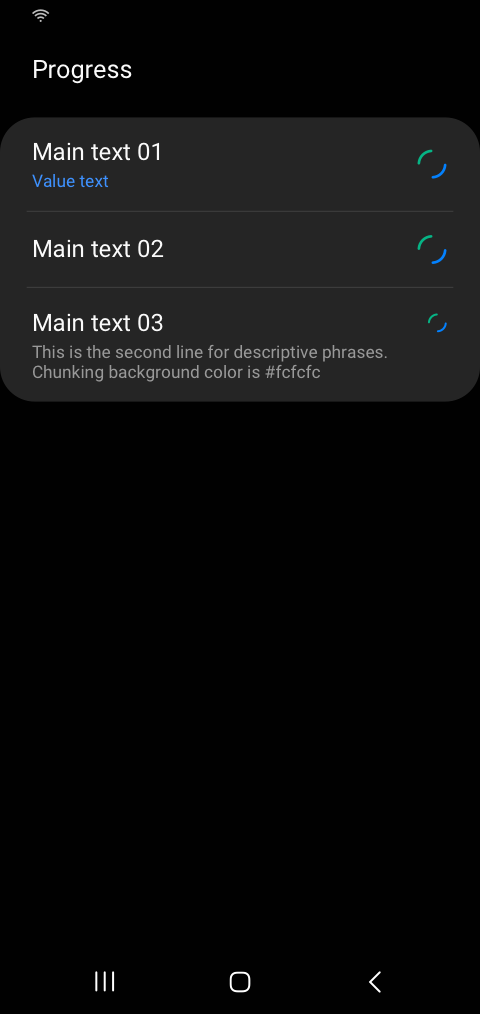 Progress
Main text 01
Value text
Main text 02
Main text 03
This is the second line for descriptive phrases.
Chunking background color is #fcfcfc